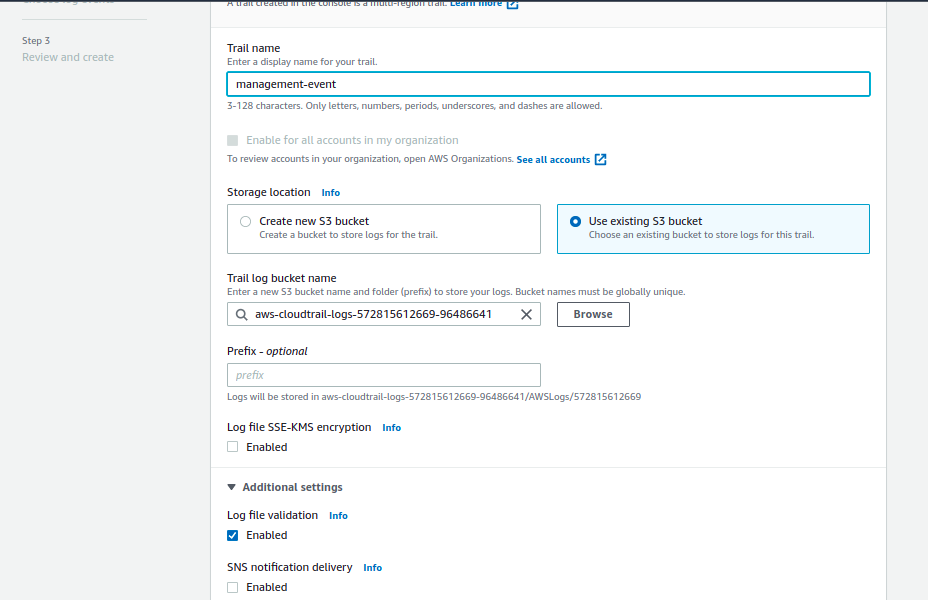 A trail created in the console is a multi-region trail. Learn more
Step 3
Review and create
Trail name
Enter a display name for your trail.
management-event
3-128 characters. Only letters, numbers, periods, underscores, and dashes are allowed.
Enable for all accounts in my organization
To review accounts in your organization, open AWS Organizations. See all accounts
Storage location Info
Create new S3 bucket
Create a bucket to store logs for the trail.
Use existing S3 bucket
Choose an existing bucket to store logs for this trail.
Trail log bucket name
Enter a new S3 bucket name and folder (prefix) to store your logs. Bucket names must be globally unique.
aws-cloudtrail-logs-572815612669-96486641
Browse
Prefix - optional
prefix
Logs will be stored in aws-cloudtrail-logs-572815612669-96486641/AWSLogs/572815612669
Log file SSE-KMS encryption Info
Enabled
Additional settings
Log file validation Info
Enabled
SNS notification delivery Info
Enabled